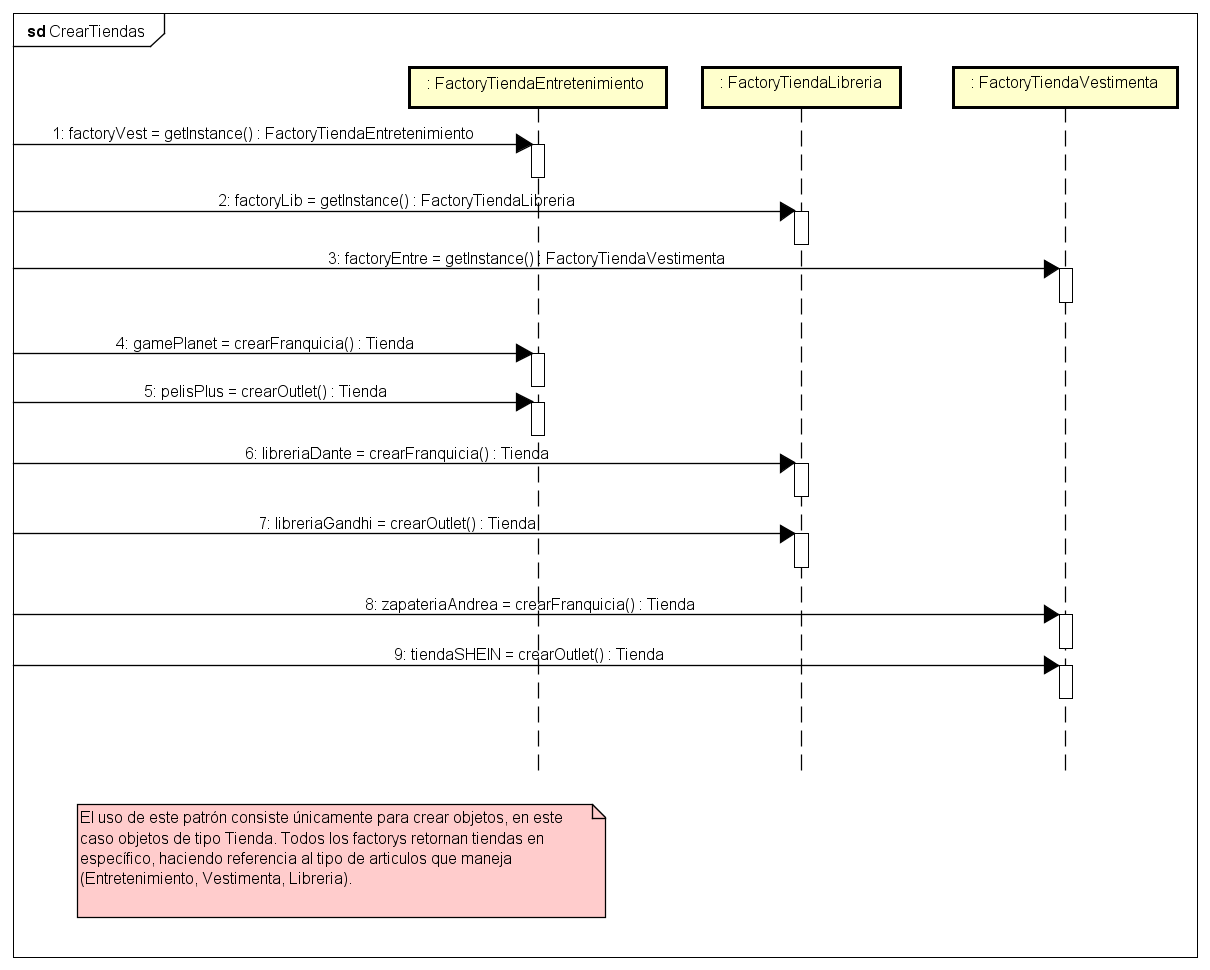 sd CrearTiendas
: FactoryTiendaEntretenimiento
: FactoryTiendaLibreria
: FactoryTiendaVestimenta
1: factoryVest = getInstance() : FactoryTiendaEntretenimiento
2: factoryLib = getInstance() : FactoryTiendaLibreria
3: factoryEntre = getInstance() : FactoryTiendaVestimenta
4: gamePlanet = crearFranquicia() : Tienda
5: pelisPlus = crearOutlet() : Tienda
6: libreriaDante = crearFranquicia() : Tienda
7: libreriaGandhi = crearOutlet() : Tienda
8: zapateriaAndrea = crearFranquicia() : Tienda
9: tiendaSHEIN = crearOutlet() : Tienda
El uso de este patrón consiste únicamente para crear objetos, en este
caso objetos de tipo Tienda. Todos los factorys retornan tiendas en
específico, haciendo referencia al tipo de articulos que maneja
(Entretenimiento, Vestimenta, Libreria).